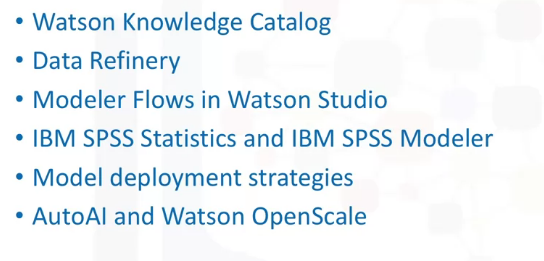 • Watson Knowledge Catalog
• Data Refinery
• Modeler Flows in Watson Studio
• IBM SPSS Statistics and IBM SPSS Modeler
• Model deployment strategies
• AutoAI and Watson OpenScale